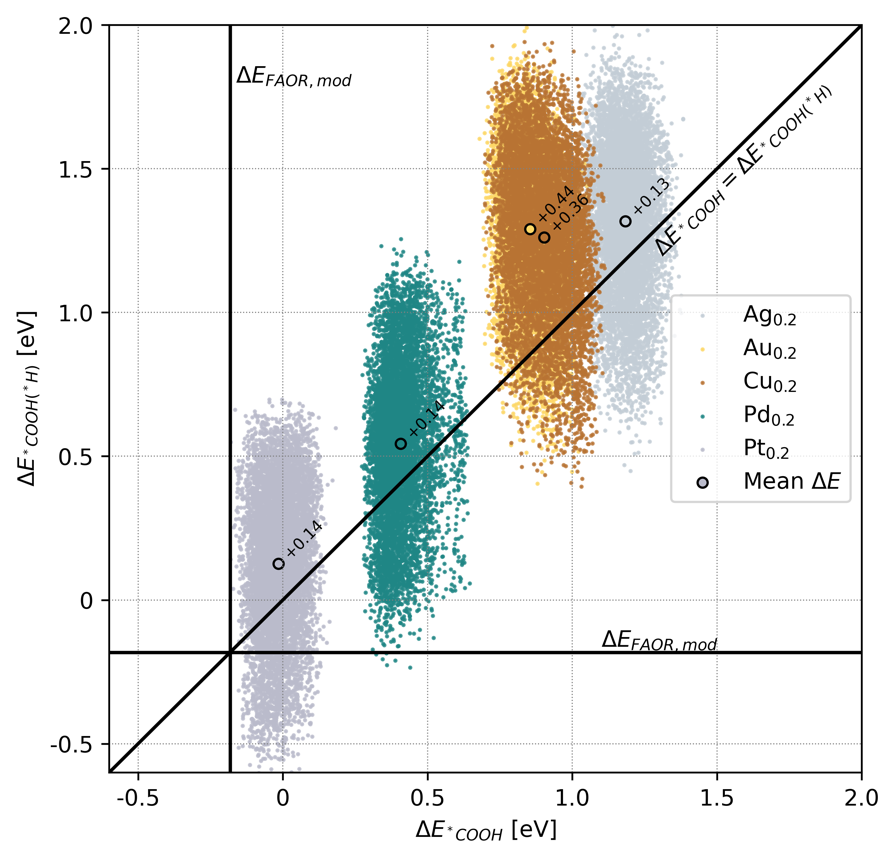 2.0
ΔE_{FAOR, mod}
1.5
1.0
0.5
0
-0.5
ΔE_{*COOH(*H)} [eV]
ΔE_{*COOH} = ΔE_{*COOH(*H)}
+0.44
+0.36
+0.13
+0.14
+0.14
Ag_{0.2}
Au_{0.2}
Cu_{0.2}
Pd_{0.2}
Pt_{0.2}
Mean ΔE
ΔE_{FAOR, mod}
-0.5 0 0.5 1.0 1.5 2.0
ΔE_{*COOH} [eV]